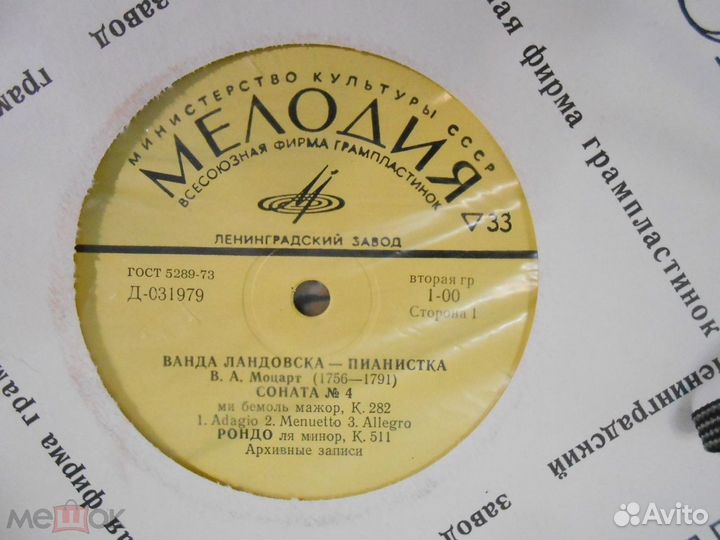 МИНИСТЕРСТВО КУЛЬТУРЫ СССР
МЕЛОДИЯ
ВСЕСОЮЗНАЯ ФИРМА ГРАМПЛАСТИНОК
▽33
ЛЕНИНГРАДСКИЙ ЗАВОД
ГОСТ 5289-73
Д-031979
вторая гр
1-00
Сторона 1
ВАНДА ЛАНДОВСКА — ПИАНИСТКА
В. А. Моцарт (1756—1791)
СОНАТА № 4
ми бемоль мажор, К. 282
1. Adagio 2. Menuetto 3. Allegro
РОНДО ля минор, К. 511
Архивные записи
завод
фирма грампластинок
ленинградский
завод
фирма
мешок
Avito